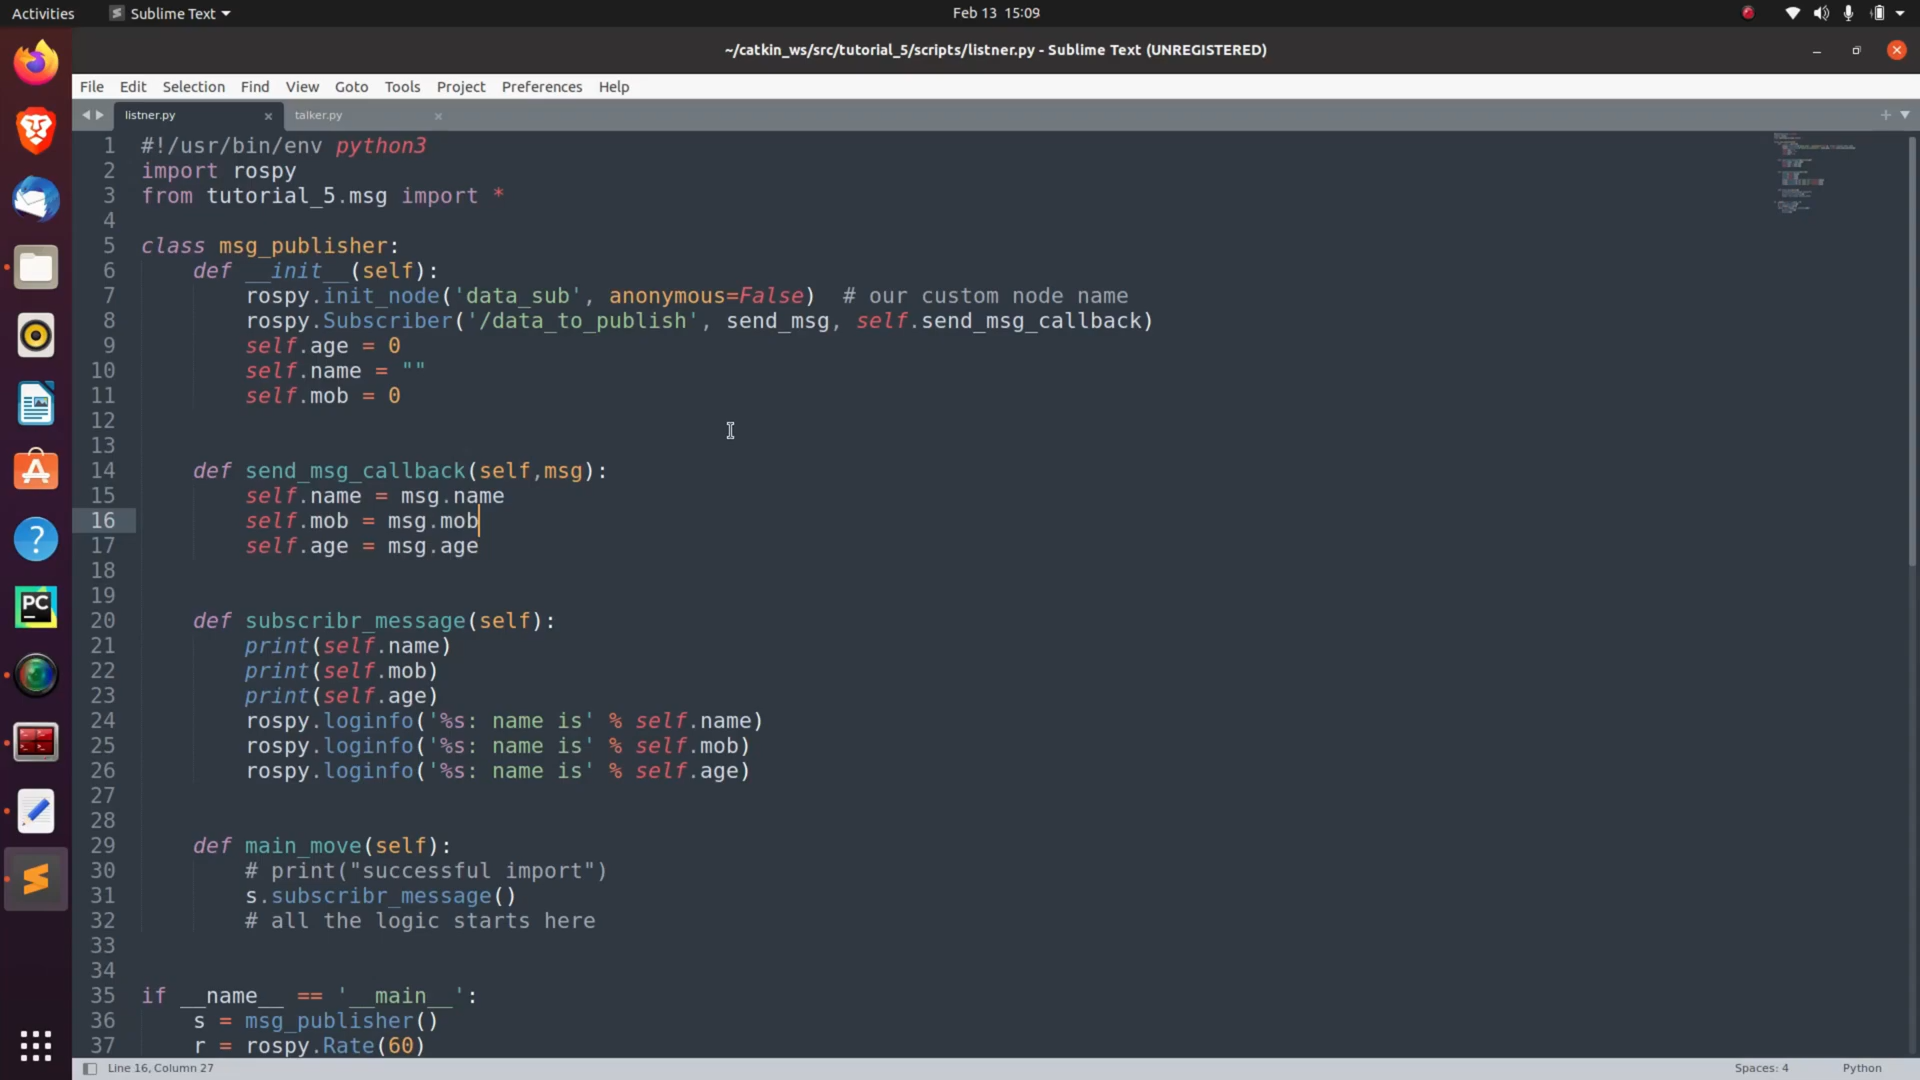 Activities
Sublime Text
Feb 13 15:09
~/catkin_ws/src/tutorial_5/scripts/listner.py - Sublime Text (UNREGISTERED)
File Edit Selection Find View Goto Tools Project Preferences Help
listner.py
talker.py
1 #!/usr/bin/env python3
2 import rospy
3 from tutorial_5.msg import *
4
5 class msg_publisher:
6 def __init__(self):
7 rospy.init_node('data_sub', anonymous=False)  # our custom node name
8 rospy.Subscriber('/data_to_publish', send_msg, self.send_msg_callback)
9 self.age = 0
10 self.name = ""
11 self.mob = 0
12
13
14 def send_msg_callback(self,msg):
15 self.name = msg.name
16 self.mob = msg.mob
17 self.age = msg.age
18
19
20 def subscribr_message(self):
21 print(self.name)
22 print(self.mob)
23 print(self.age)
24 rospy.loginfo('%s: name is' % self.name)
25 rospy.loginfo('%s: name is' % self.mob)
26 rospy.loginfo('%s: name is' % self.age)
27
28
29 def main_move(self):
30 # print("successful import")
31 s.subscribr_message()
32 # all the logic starts here
33
34
35 if __name__ == '__main__':
36 s = msg_publisher()
37 r = rospy.Rate(60)
PC
Line 16, Column 27
Spaces: 4
Python